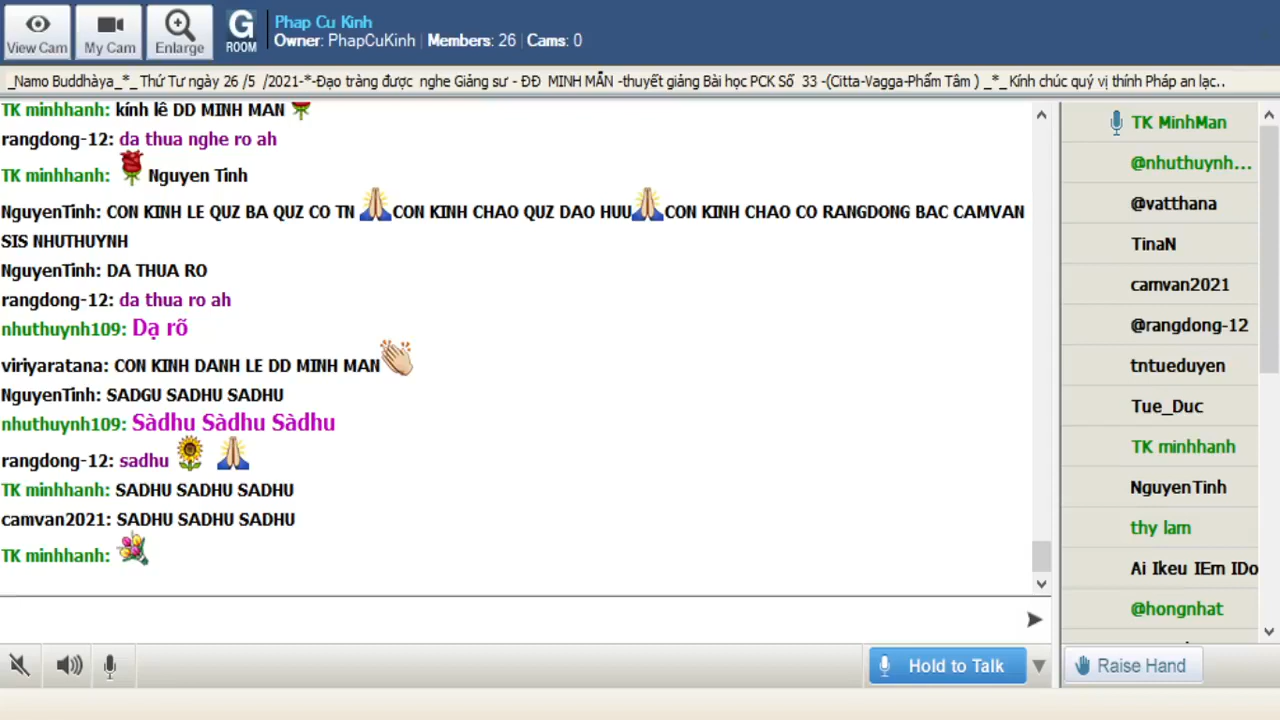 View Cam
My Cam
Enlarge
G
ROOM
Phap Cu Kinh
Owner: PhapCuKinh | Members: 26 | Cams: 0
_Namo Buddhàya_*_ Thứ Tư ngày 26 /5 /2021-*-Đạo tràng được nghe Giảng sư - ĐĐ MINH MẪN -thuyết giảng Bài học PCK Số 33 -(Citta-Vagga-Phẩm Tâm ) _*_ Kính chúc quý vị thính Pháp an lạc..
TK minhhanh: kính lê DD MINH MAN
rangdong-12: da thua nghe ro ah
TK minhhanh: Nguyen Tinh
NguyenTinh: CON KINH LE QUZ BA QUZ CO TN CON KINH CHAO QUZ DAO HUU CON KINH CHAO CO RANGDONG BAC CAMVAN
SIS NHUTHUYNH
NguyenTinh: DA THUA RO
rangdong-12: da thua ro ah
nhuthuynh109: Dạ rõ
viriyaratana: CON KINH DANH LE DD MINH MAN
NguyenTinh: SADGU SADHU SADHU
nhuthuynh109: Sàdhu Sàdhu Sàdhu
rangdong-12: sadhu
TK minhhanh: SADHU SADHU SADHU
camvan2021: SADHU SADHU SADHU
TK minhhanh:
TK MinhMan
@nhuthuynh...
@vatthana
TinaN
camvan2021
@rangdong-12
tntueduyen
Tue_Duc
TK minhhanh
NguyenTinh
thy lam
Ai Ikeu IEm IDo
@hongnhat
Hold to Talk
Raise Hand